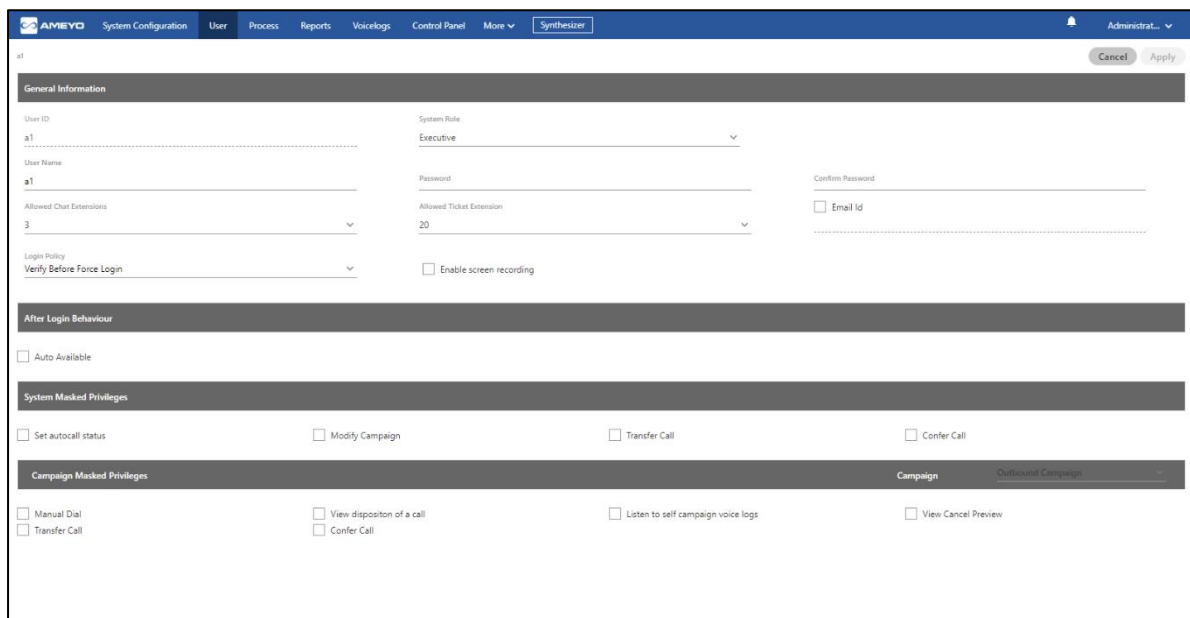 AMEYO System Configuration User Process Reports Voicelogs Control Panel More Synthesizer Administrat...
a1 Cancel Apply
General Information
User ID System Role
a1 Executive
User Name Password Confirm Password
a1
Allowed Chat Extensions Allowed Ticket Extension Email Id
3 20
Login Policy
Verify Before Force Login Enable screen recording
After Login Behaviour
Auto Available
System Masked Privileges
Set autocall status Modify Campaign Transfer Call Confer Call
Campaign Masked Privileges Campaign Outbound Campaign
Manual Dial View dispositon of a call Listen to self campaign voice logs View Cancel Preview
Transfer Call Confer Call